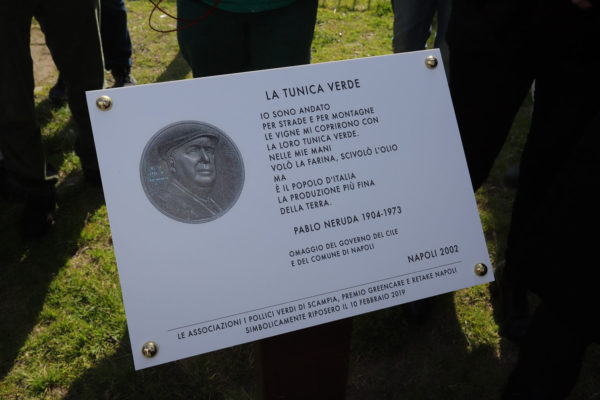 LA TUNICA VERDE
IO SONO ANDATO
PER STRADE E PER MONTAGNE
LE VIGNE MI COPRIRONO CON
LA LORO TUNICA VERDE.
NELLE MIE MANI
VOLÒ LA FARINA, SCIVOLÒ L'OLIO
MA
È IL POPOLO D'ITALIA
LA PRODUZIONE PIÙ FINA
DELLA TERRA.
PABLO NERUDA 1904-1973
OMAGGIO DEL GOVERNO DEL CILE
E DEL COMUNE DI NAPOLI
NAPOLI 2002
LE ASSOCIAZIONI I POLLICI VERDI DI SCAMPIA, PREMIO GREENCARE E RETAKE NAPOLI
SIMBOLICAMENTE RIPOSERO IL 10 FEBBRAIO 2019